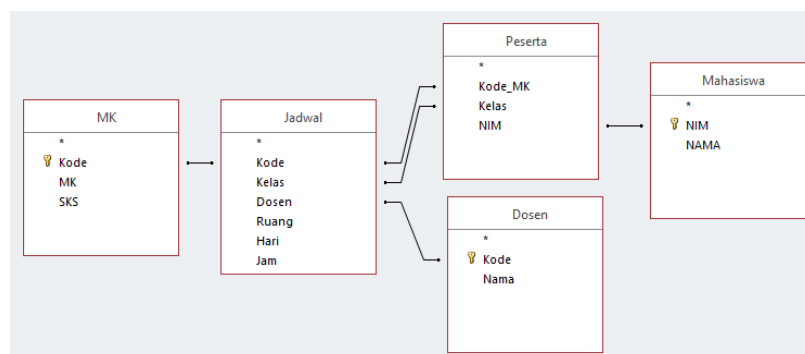 MK
*
Kode
MK
SKS
Jadwal
*
Kode
Kelas
Dosen
Ruang
Hari
Jam
Peserta
*
Kode_MK
Kelas
NIM
Dosen
*
Kode
Nama
Mahasiswa
*
NIM
NAMA